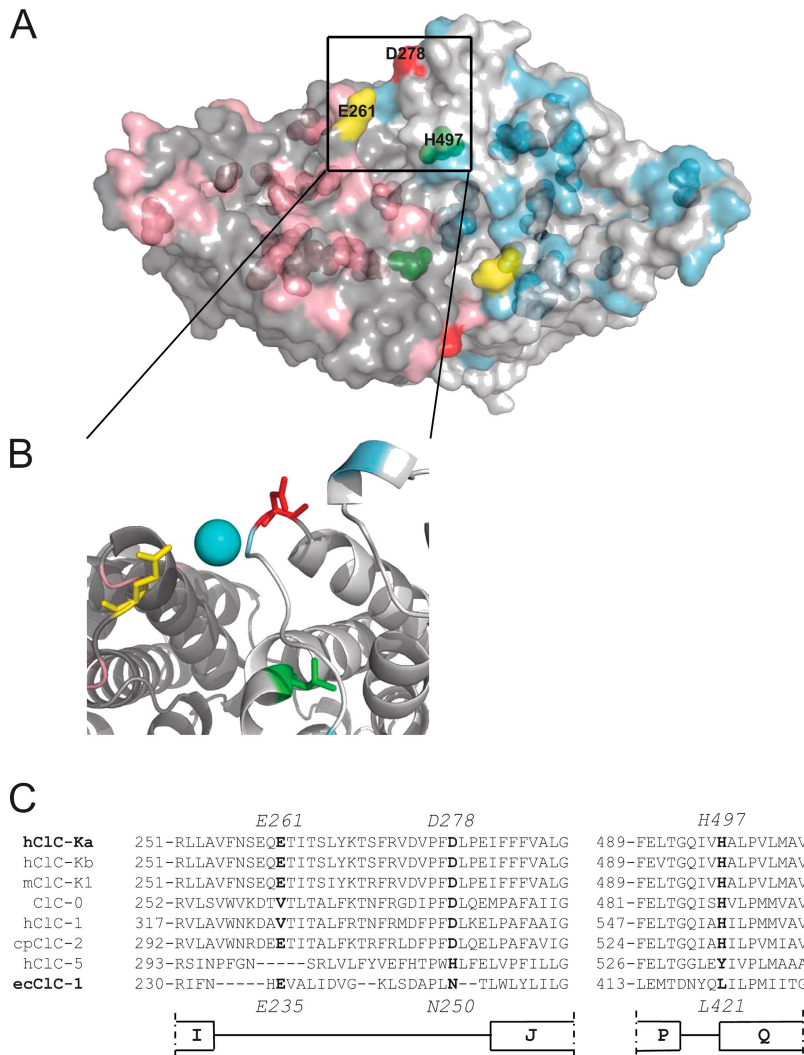 A
D278
E261
H497
B
C
E261 D278 H497
hClC-Ka 251-RLLAVFNSEQETITSLYKTSFRVDVPFDLPEIFFFVALG 489-FELTGQIVHALPVLMAV
hClC-Kb 251-RLLAVFNSEQETITSLYKTSFRVDVPFDLPEIFFFVALG 489-FEVTGQIVHALPVLMAV
mClC-K1 251-RLLAVFNSEQETITSIYKTRFRVDVPFDLPEIFFFVALG 489-FELTGQIVHALPVLMAV
ClC-0 252-VRLSVWVKDTVTLTALFKTNFRGDIPFDLQEMPAFAIIG 481-FELTGQISHVLPMMVAV
hClC-1 317-RVLAVWNKDAVTITALFRTNFRMDFPFDLKELPAFAAIG 547-FELTGQIAHILPMMVAV
cpClC-2 292-RVLAVWNRDEETITALFKTRFRLDFPFDLQELPAFAVIG 524-FELTGQIAHILPVMIAV
hClC-5 293-RSINPFGN-----SRLVLFYVEFHTPWHLFELVPFILLG 526-FELTGGLEYIVPLMAAA
ecClC-1 230-RIFN-----HEVALIDVG--KLSDAPLN--TLWLYLILG 413-LEMTDNYQLILPMIITG
E235 N250 L421
I J P Q